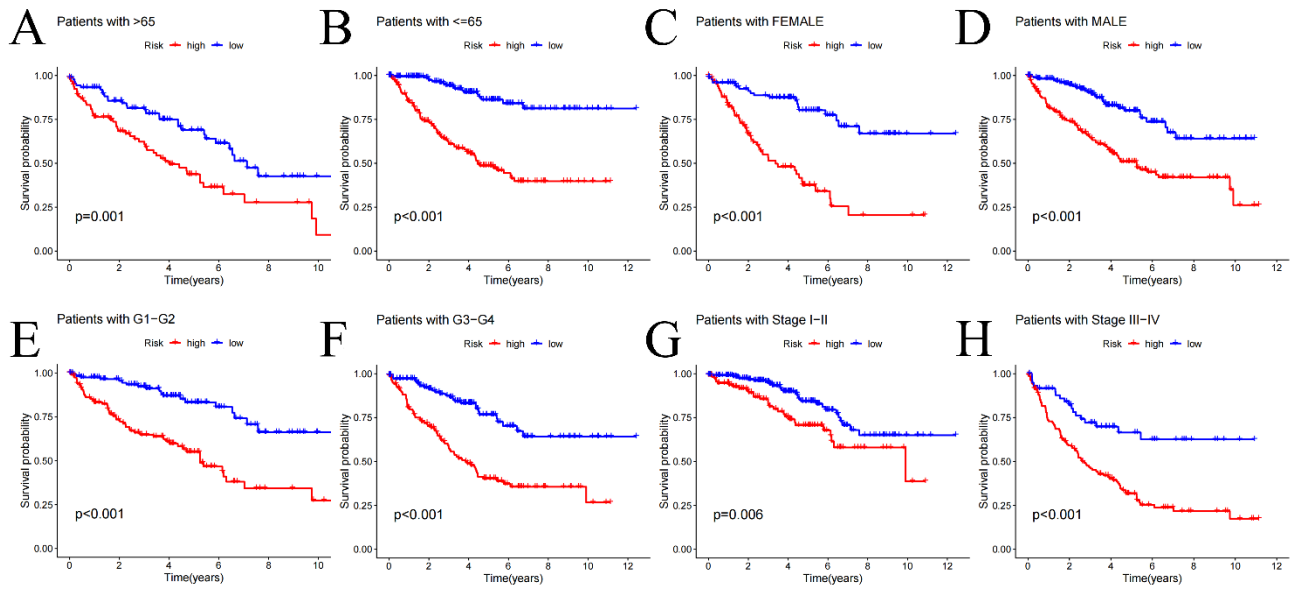 A
Patients with >65
Risk high low
Survival probability
1.00
0.75
0.50
0.25
0.00
p=0.001
0 2 4 6 8 10
Time(years)
B
Patients with <=65
Risk high low
Survival probability
1.00
0.75
0.50
0.25
0.00
p<0.001
0 2 4 6 8 10 12
Time(years)
C
Patients with FEMALE
Risk high low
Survival probability
1.00
0.75
0.50
0.25
0.00
p<0.001
0 2 4 6 8 10 12
Time(years)
D
Patients with MALE
Risk high low
Survival probability
1.00
0.75
0.50
0.25
0.00
p<0.001
0 2 4 6 8 10 12
Time(years)
E
Patients with G1−G2
Risk high low
Survival probability
1.00
0.75
0.50
0.25
0.00
p<0.001
0 2 4 6 8 10
Time(years)
F
Patients with G3−G4
Risk high low
Survival probability
1.00
0.75
0.50
0.25
0.00
p<0.001
0 2 4 6 8 10 12
Time(years)
G
Patients with Stage I−II
Risk high low
Survival probability
1.00
0.75
0.50
0.25
0.00
p=0.006
0 2 4 6 8 10 12
Time(years)
H
Patients with Stage III−IV
Risk high low
Survival probability
1.00
0.75
0.50
0.25
0.00
p<0.001
0 2 4 6 8 10 12
Time(years)